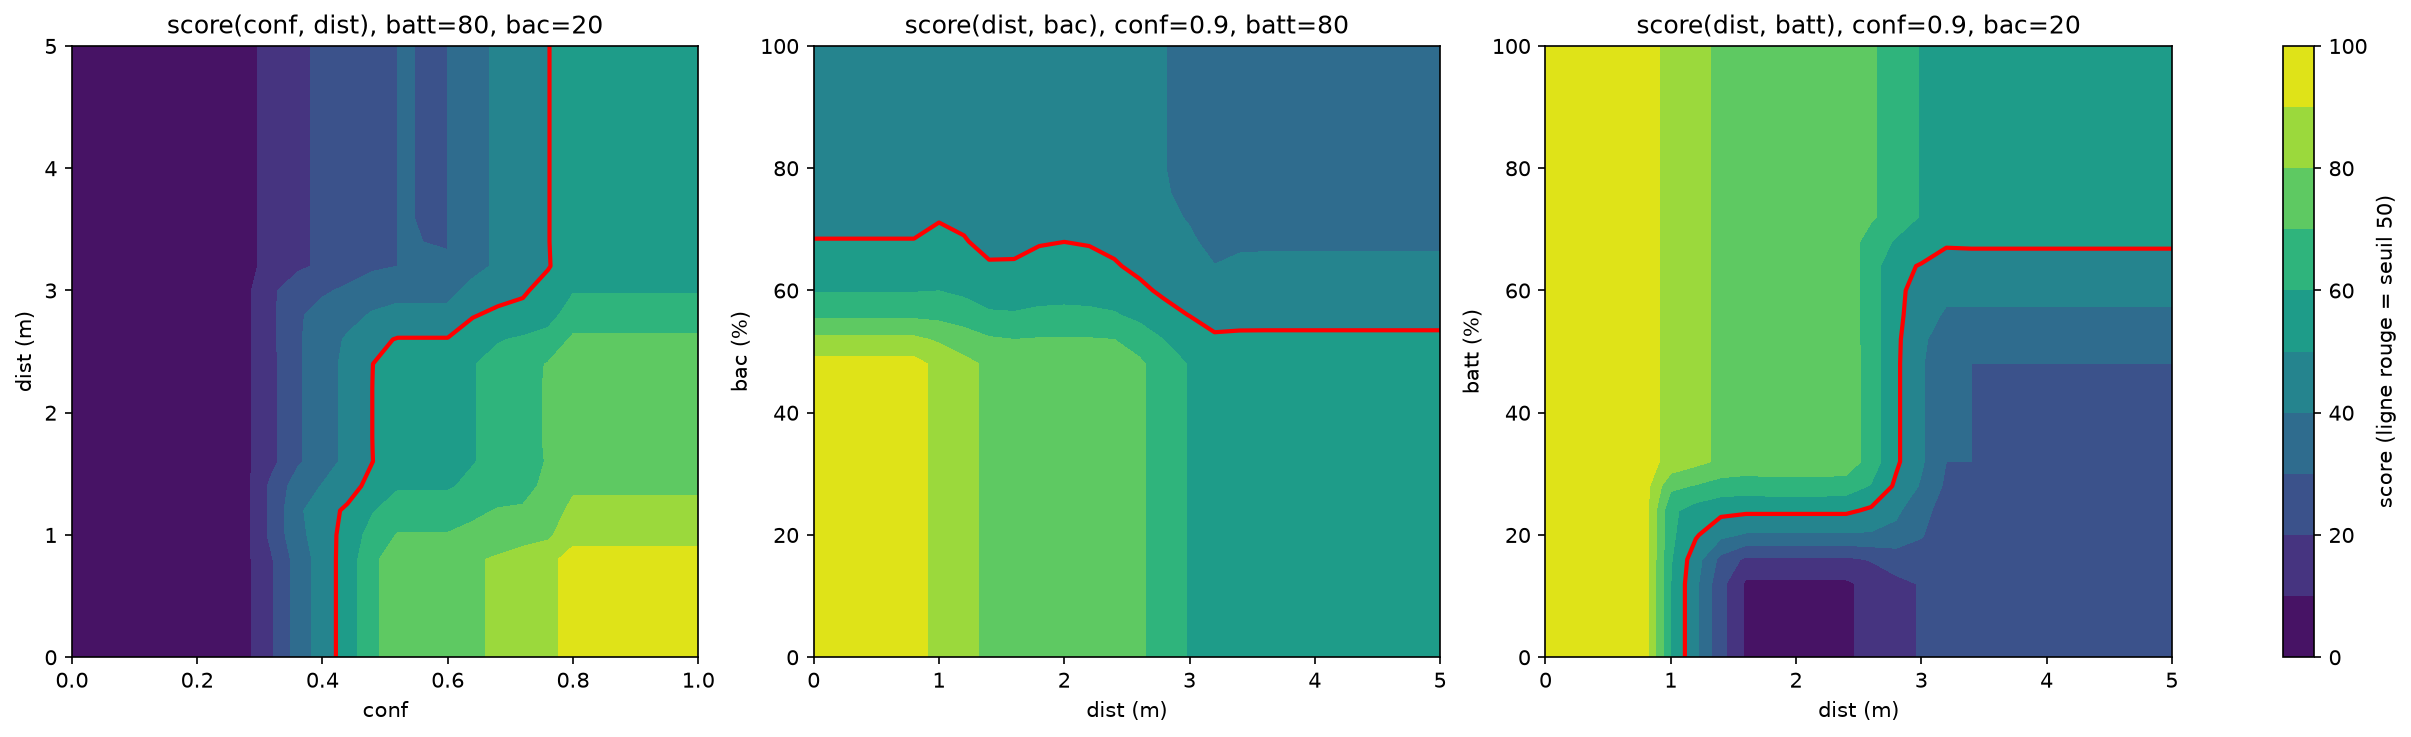 score(conf, dist), batt=80, bac=20
5
4
3
2
1
0
dist (m)
0.0 0.2 0.4 0.6 0.8 1.0
conf
score(dist, bac), conf=0.9, batt=80
100
80
60
40
20
0
bac (%)
0 1 2 3 4 5
dist (m)
score(dist, batt), conf=0.9, bac=20
100
80
60
40
20
0
batt (%)
0 1 2 3 4 5
dist (m)
100
80
60
40
20
0
score (ligne rouge = seuil 50)